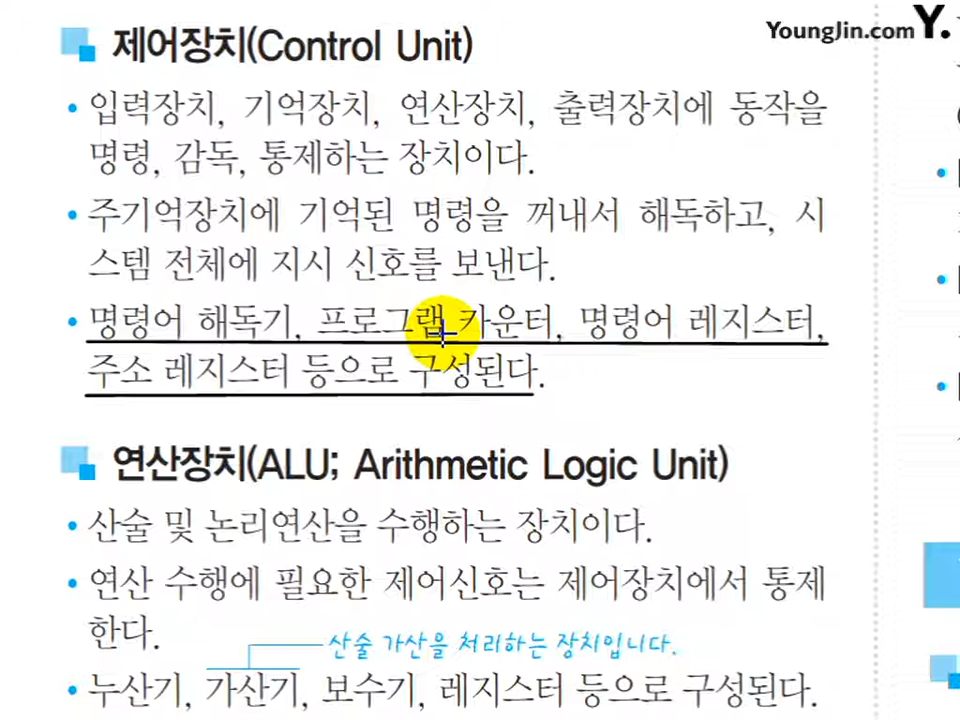 YoungJin.com Y.
제어장치(Control Unit)
• 입력장치, 기억장치, 연산장치, 출력장치에 동작을
명령, 감독, 통제하는 장치이다.
• 주기억장치에 기억된 명령을 꺼내서 해독하고, 시
스템 전체에 지시 신호를 보낸다.
• 명령어 해독기, 프로그램 카운터, 명령어 레지스터,
주소 레지스터 등으로 구성된다.
연산장치(ALU; Arithmetic Logic Unit)
• 산술 및 논리연산을 수행하는 장치이다.
• 연산 수행에 필요한 제어신호는 제어장치에서 통제
한다.
산술 가산을 처리하는 장치입니다.
• 누산기, 가산기, 보수기, 레지스터 등으로 구성된다.